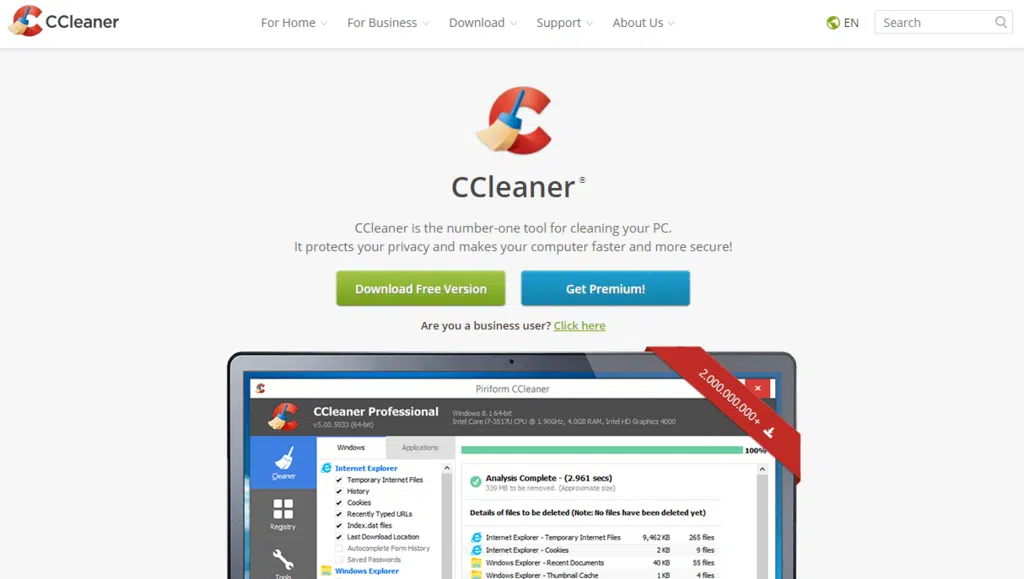 CCleaner
For Home
For Business
Download
Support
About Us
EN
Search
CCleaner®
CCleaner is the number-one tool for cleaning your PC.
It protects your privacy and makes your computer faster and more secure!
Download Free Version
Get Premium!
Are you a business user? Click here
2,000,000,000+
Piriform CCleaner
CCleaner Professional
v5.00.5033 (64-bit)
Windows 8.1 64-bit
Intel Core i7-3517U CPU @ 1.90GHz, 4.0GB RAM, Intel HD Graphics 4000
Cleaner
Registry
Tools
Windows
Applications
Internet Explorer
Temporary Internet Files
History
Cookies
Recently Typed URLs
Index.dat files
Last Download Location
Autocomplete Form History
Saved Passwords
Windows Explorer
100%
Analysis Complete - (2.961 secs)
339 MB to be removed. (Approximate size)
Details of files to be deleted (Note: No files have been deleted yet)
Internet Explorer - Temporary Internet Files 9,462 KB 265 files
Internet Explorer - Cookies 2 KB 9 files
Windows Explorer - Recent Documents 40 KB 55 files
Windows Explorer - Thumbnail Cache 1 KB 4 files